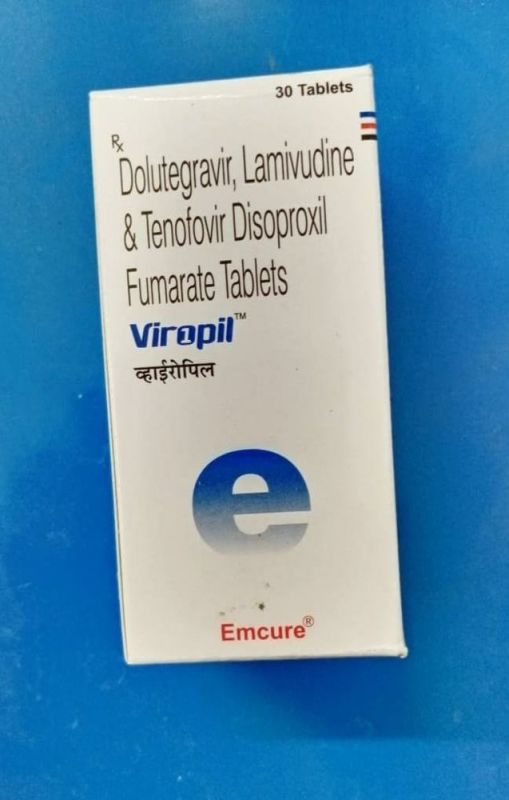 30 Tablets
Rx
Dolutegravir, Lamivudine
& Tenofovir Disoproxil
Fumarate Tablets
Viropil™
व्हाईरोपिल
e
Emcure®